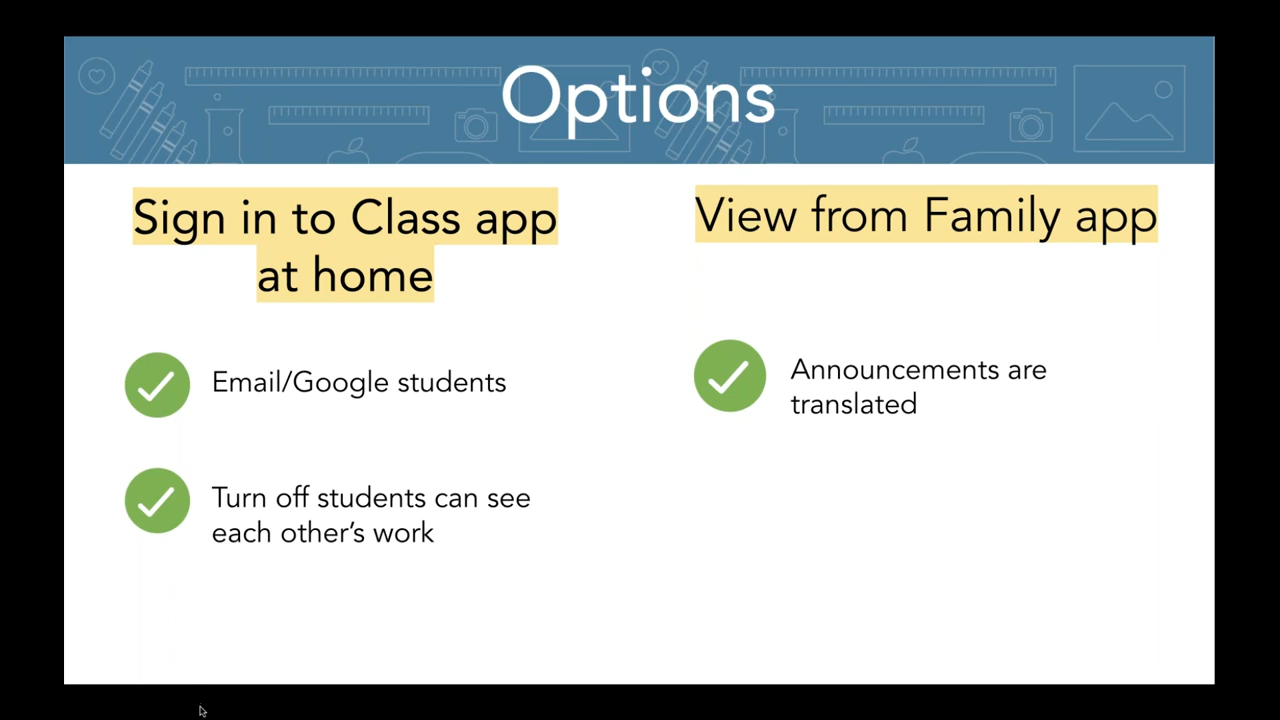 Options
Sign in to Class app
at home
Email/Google students
Turn off students can see
each other's work
View from Family app
Announcements are
translated